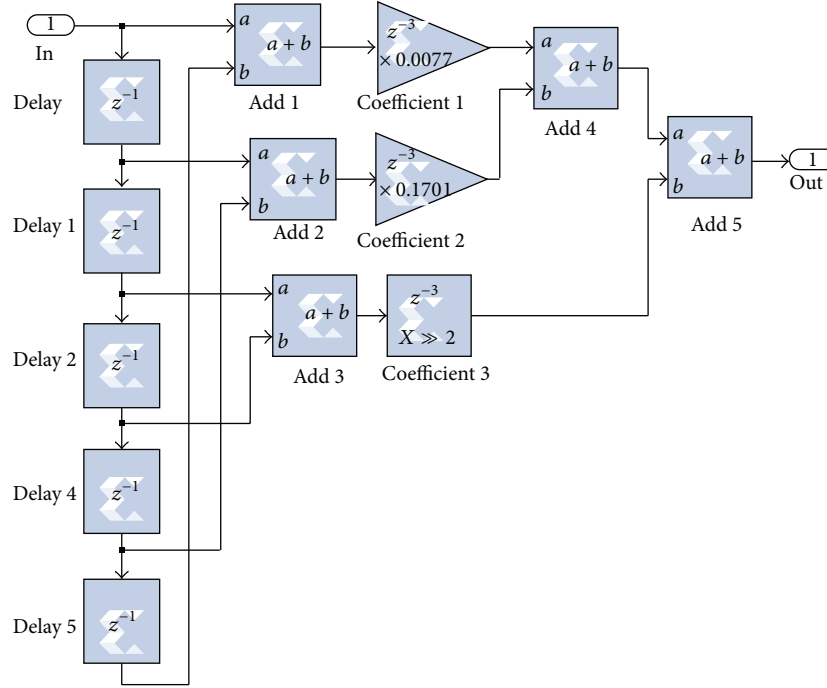 1
In
Delay
z⁻¹
Delay 1
z⁻¹
Delay 2
z⁻¹
Delay 4
z⁻¹
Delay 5
z⁻¹
a
b
a + b
Add 1
z⁻³
× 0.0077
Coefficient 1
a
b
a + b
Add 2
z⁻³
× 0.1701
Coefficient 2
a
b
a + b
Add 3
z⁻³
X ≫ 2
Coefficient 3
a
b
a + b
Add 4
a
b
a + b
Add 5
1
Out